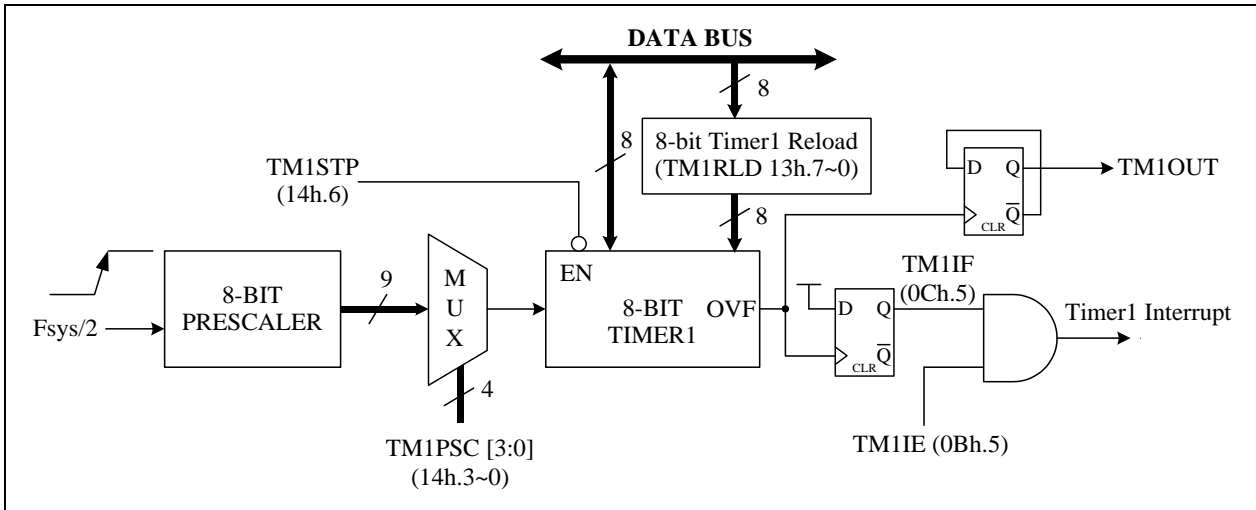 DATA BUS
8
8
8-bit Timer1 Reload
(TM1RLD 13h.7~0)
8
TM1STP
(14h.6)
D Q
Q
CLR
TM1OUT
Fsys/2
8-BIT
PRESCALER
9
M
U
X
4
TM1PSC [3:0]
(14h.3~0)
EN
8-BIT
TIMER1
OVF
TM1IF
(0Ch.5)
D Q
Q
CLR
Timer1 Interrupt
TM1IE (0Bh.5)